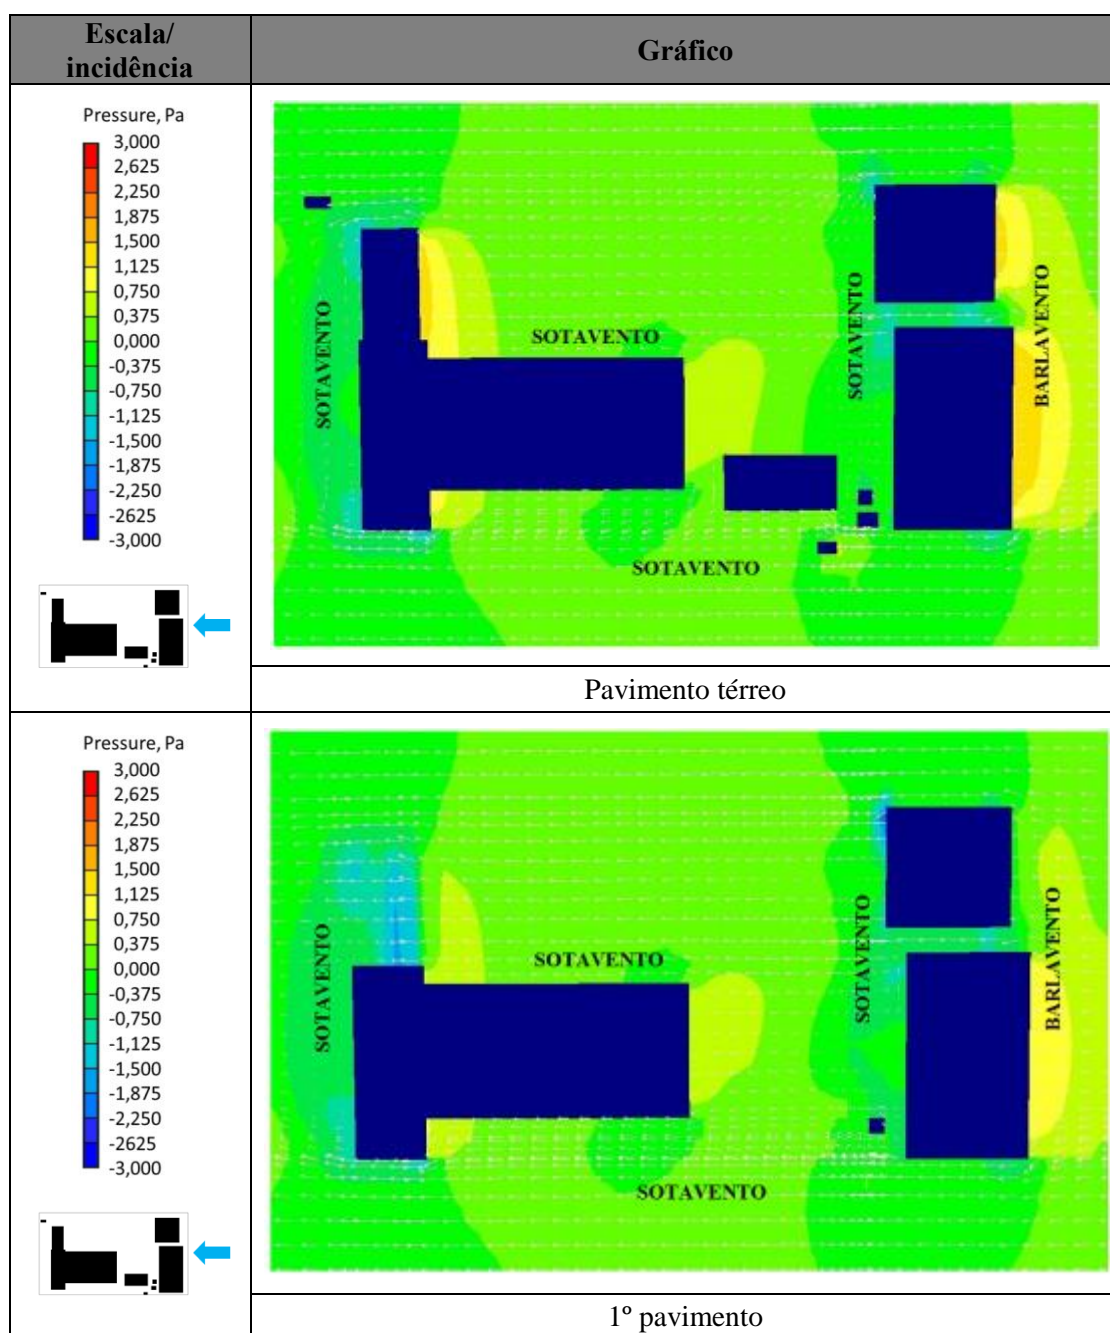 Escala/
incidência
Gráfico
Pressure, Pa
3,000
2,625
2,250
1,875
1,500
1,125
0,750
0,375
0,000
-0,375
-0,750
-1,125
-1,500
-1,875
-2,250
-2625
-3,000
SOTAVENTO
SOTAVENTO
SOTAVENTO
SOTAVENTO
BARLAVENTO
Pavimento térreo
Pressure, Pa
3,000
2,625
2,250
1,875
1,500
1,125
0,750
0,375
0,000
-0,375
-0,750
-1,125
-1,500
-1,875
-2,250
-2625
-3,000
SOTAVENTO
SOTAVENTO
SOTAVENTO
SOTAVENTO
BARLAVENTO
1º pavimento